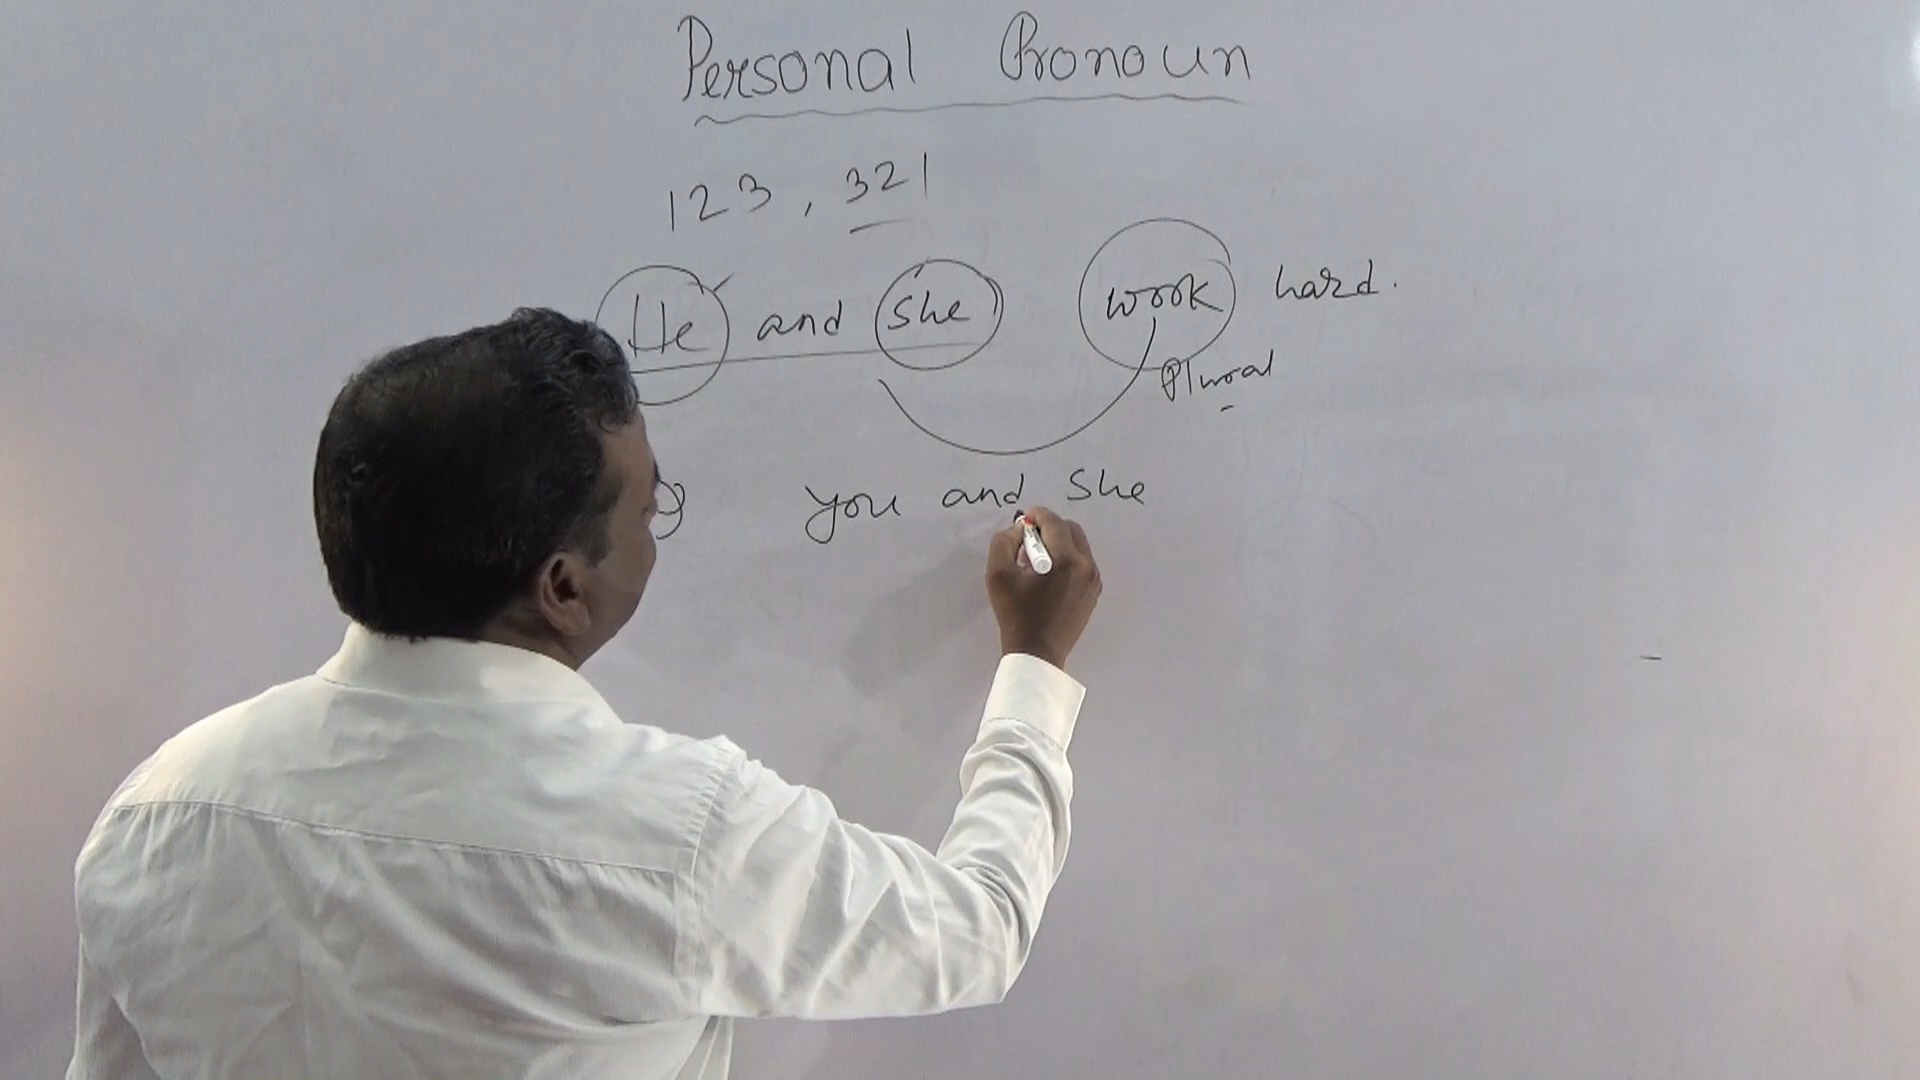 Personal Pronoun
123, 321
He and she work hard.
Plural
you and she